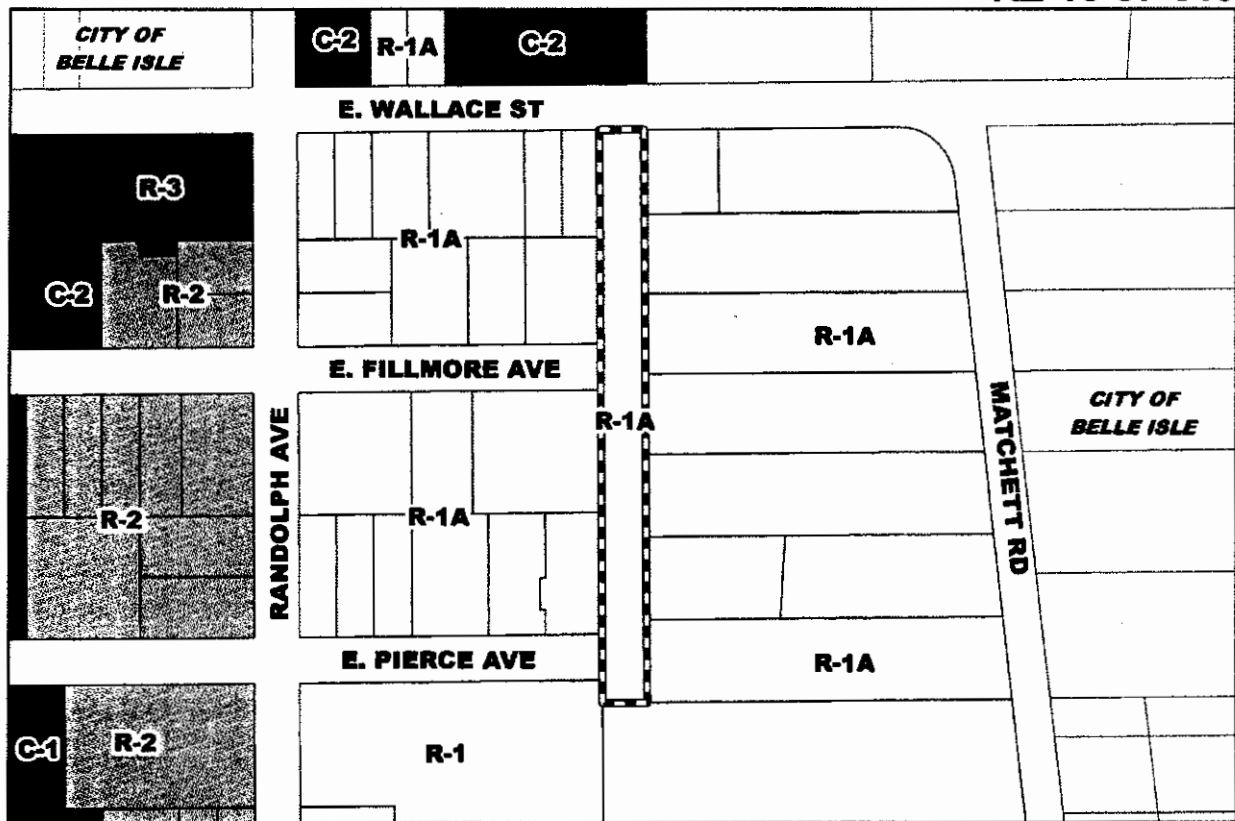 CITY OF
BELLE ISLE
C-2
R-1A
C-2
E. WALLACE ST
R-3
R-1A
C-2
R-2
R-1A
E. FILLMORE AVE
R-1A
CITY OF
BELLE ISLE
RANDOLPH AVE
MATCHETT RD
R-2
R-1A
E. PIERCE AVE
R-1A
C-1
R-2
R-1